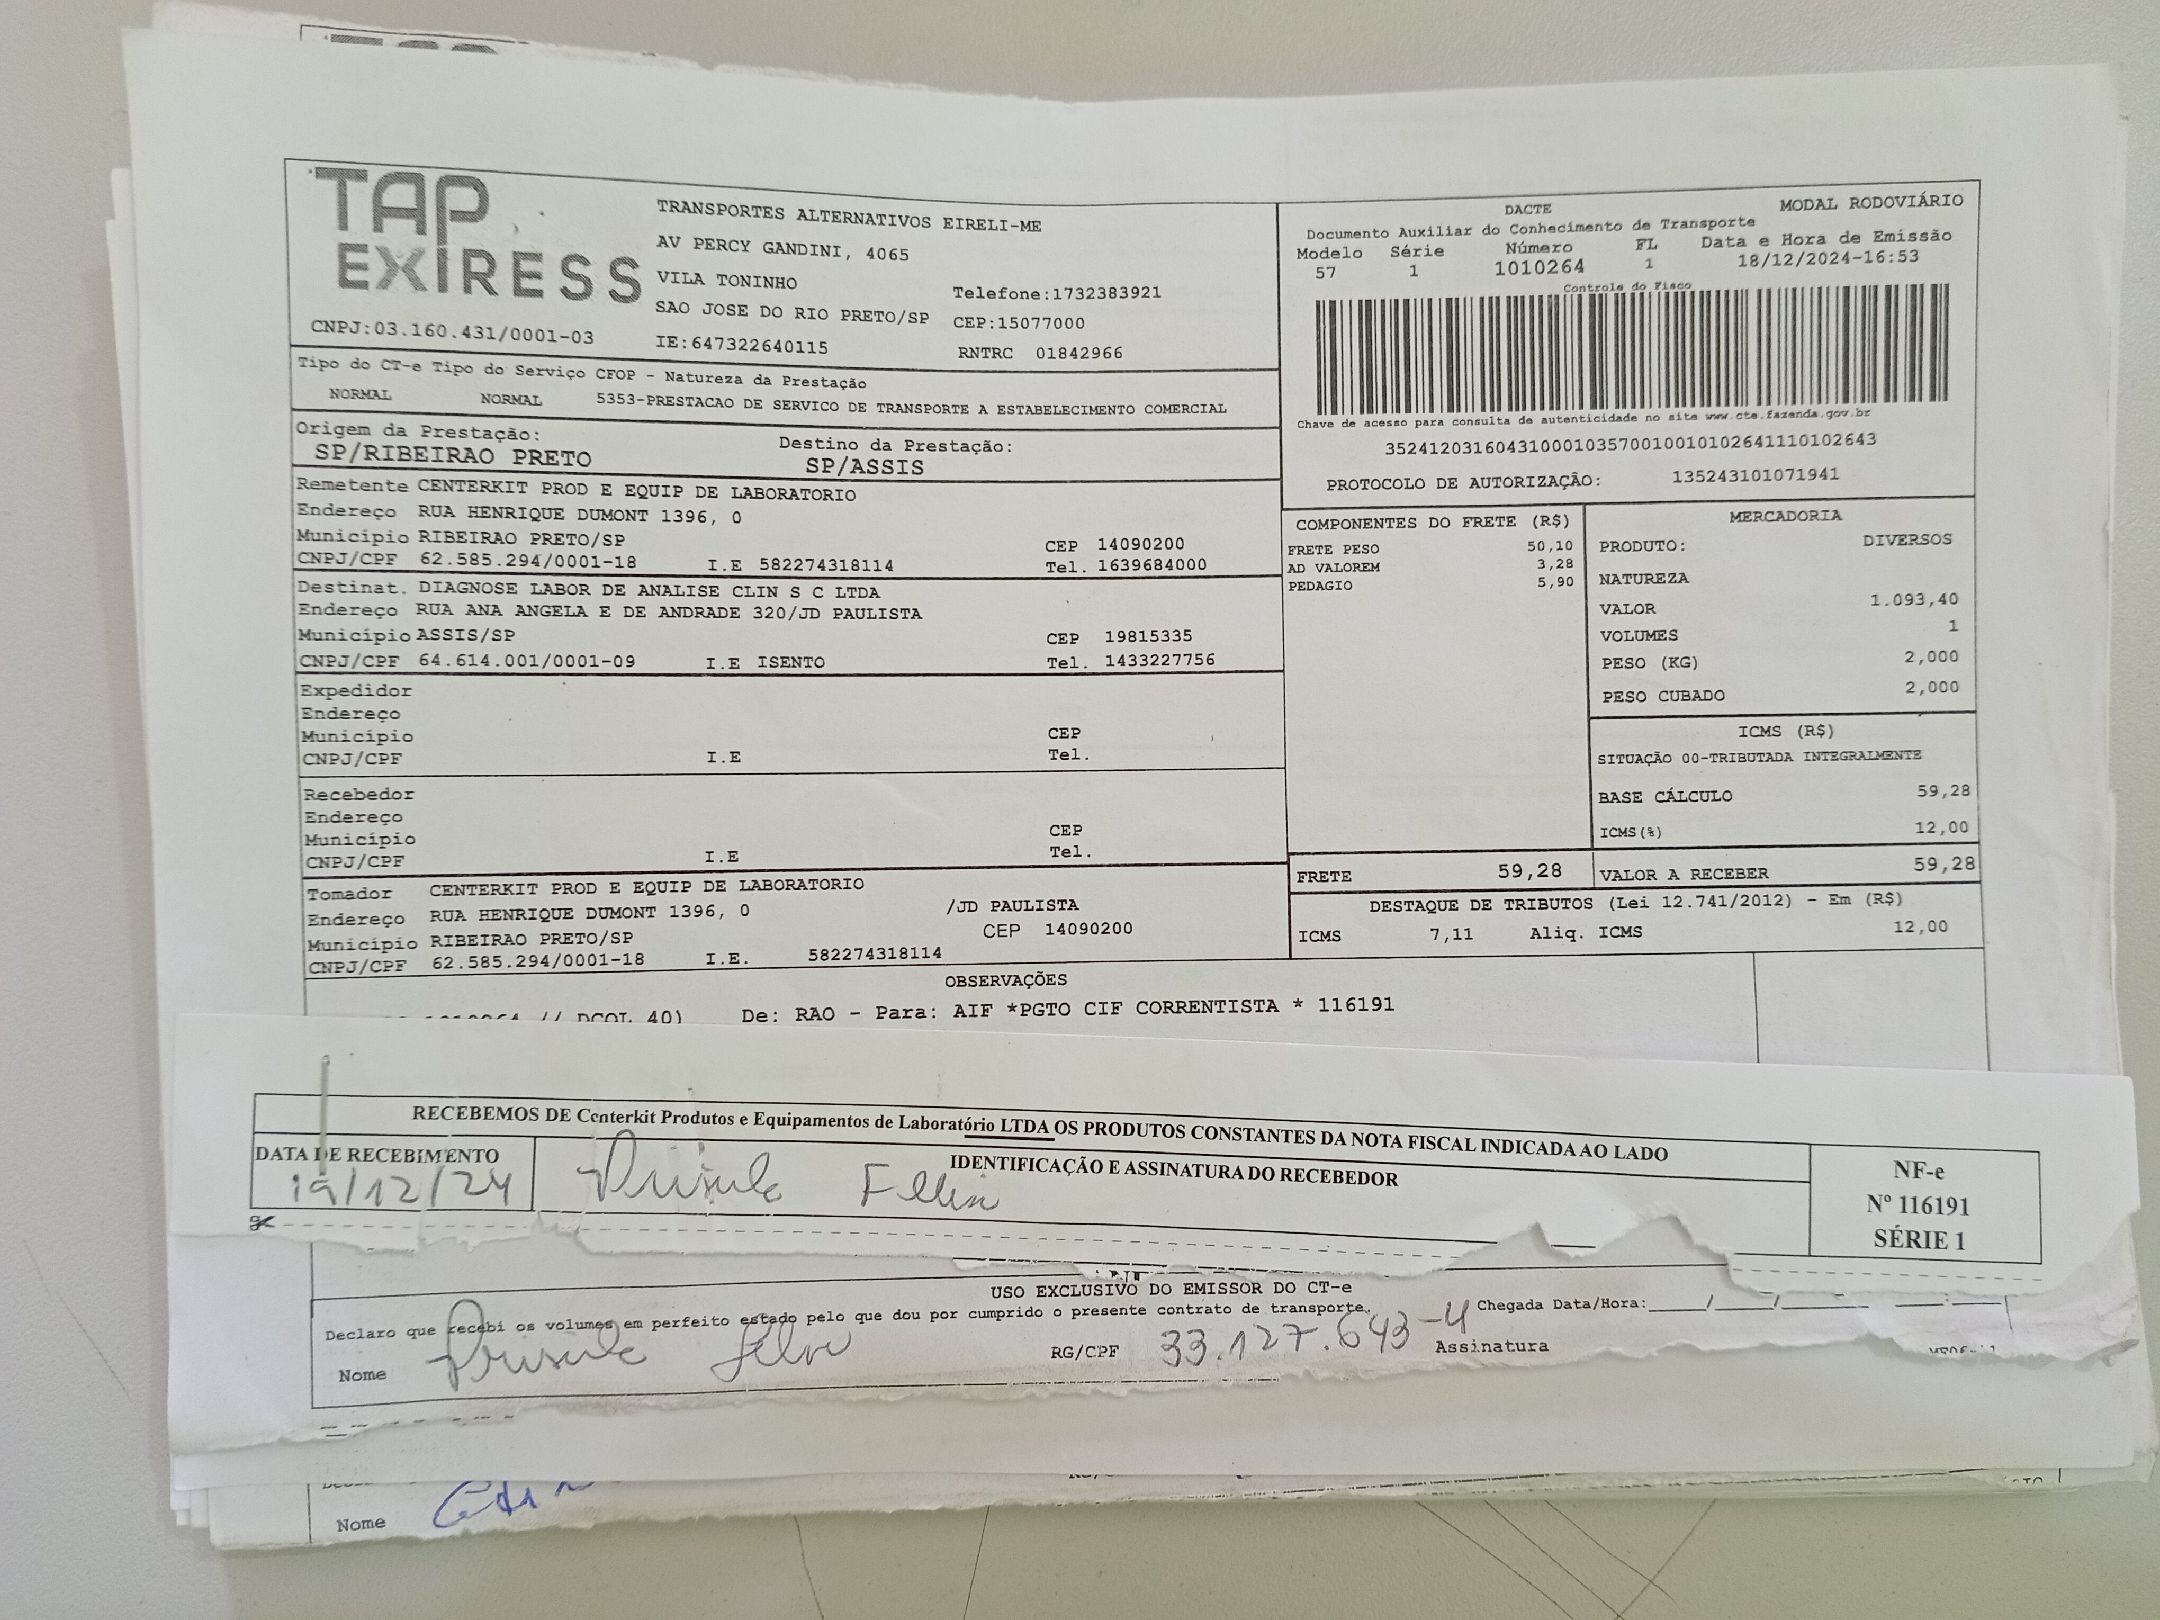 TAP
EXIRESS
CNPJ:03.160.431/0001-03
TRANSPORTES ALTERNATIVOS EIRELI-ME
AV PERCY GANDINI, 4065
VILA TONINHO
SAO JOSE DO RIO PRETO/SP
IE:647322640115
Telefone:1732383921
CEP:15077000
RNTRC 01842966
DACTE MODAL RODOVIÁRIO
Documento Auxiliar do Conhecimento de Transporte
Modelo Série Número FL Data e Hora de Emissão
57 1 1010264 1 18/12/2024-16:53
Controle do Fisco
Chave de acesso para consulta de autenticidade no site www.cte.fazenda.gov.br
35241203160431000103570010010102641110102643
PROTOCOLO DE AUTORIZAÇÃO: 135243101071941
Tipo do CT-e Tipo do Serviço CFOP - Natureza da Prestação
NORMAL NORMAL 5353-PRESTACAO DE SERVICO DE TRANSPORTE A ESTABELECIMENTO COMERCIAL
Origem da Prestação: Destino da Prestação:
SP/RIBEIRAO PRETO SP/ASSIS
Remetente CENTERKIT PROD E EQUIP DE LABORATORIO
Endereço RUA HENRIQUE DUMONT 1396, 0
Município RIBEIRAO PRETO/SP CEP 14090200
CNPJ/CPF 62.585.294/0001-18 I.E 582274318114 Tel. 1639684000
Destinat. DIAGNOSE LABOR DE ANALISE CLIN S C LTDA
Endereço RUA ANA ANGELA E DE ANDRADE 320/JD PAULISTA
Município ASSIS/SP CEP 19815335
CNPJ/CPF 64.614.001/0001-09 I.E ISENTO Tel. 1433227756
Expedidor
Endereço
Município CEP
CNPJ/CPF I.E Tel.
Recebedor
Endereço
Município CEP
CNPJ/CPF I.E Tel.
Tomador CENTERKIT PROD E EQUIP DE LABORATORIO
Endereço RUA HENRIQUE DUMONT 1396, 0 /JD PAULISTA
Município RIBEIRAO PRETO/SP CEP 14090200
CNPJ/CPF 62.585.294/0001-18 I.E. 582274318114
COMPONENTES DO FRETE (R$)
FRETE PESO 50,10
AD VALOREM 3,28
PEDAGIO 5,90
MERCADORIA
PRODUTO: DIVERSOS
NATUREZA
VALOR 1.093,40
VOLUMES 1
PESO (KG) 2,000
PESO CUBADO 2,000
ICMS (R$)
SITUAÇÃO 00-TRIBUTADA INTEGRALMENTE
BASE CÁLCULO 59,28
ICMS(%) 12,00
FRETE 59,28 VALOR A RECEBER 59,28
DESTAQUE DE TRIBUTOS (Lei 12.741/2012) - Em (R$)
ICMS 7,11 Aliq. ICMS 12,00
OBSERVAÇÕES
40) De: RAO - Para: AIF *PGTO CIF CORRENTISTA * 116191
RECEBEMOS DE Centerkit Produtos e Equipamentos de Laboratório LTDA OS PRODUTOS CONSTANTES DA NOTA FISCAL INDICADA AO LADO
DATA DE RECEBIMENTO IDENTIFICAÇÃO E ASSINATURA DO RECEBEDOR
19/12/24
NF-e
Nº 116191
SÉRIE 1
USO EXCLUSIVO DO EMISSOR DO CT-e
Declaro que recebi os volumes em perfeito estado pelo que dou por cumprido o presente contrato de transporte. Chegada Data/Hora:
Nome RG/CPF 33.127.643-4 Assinatura
Nome